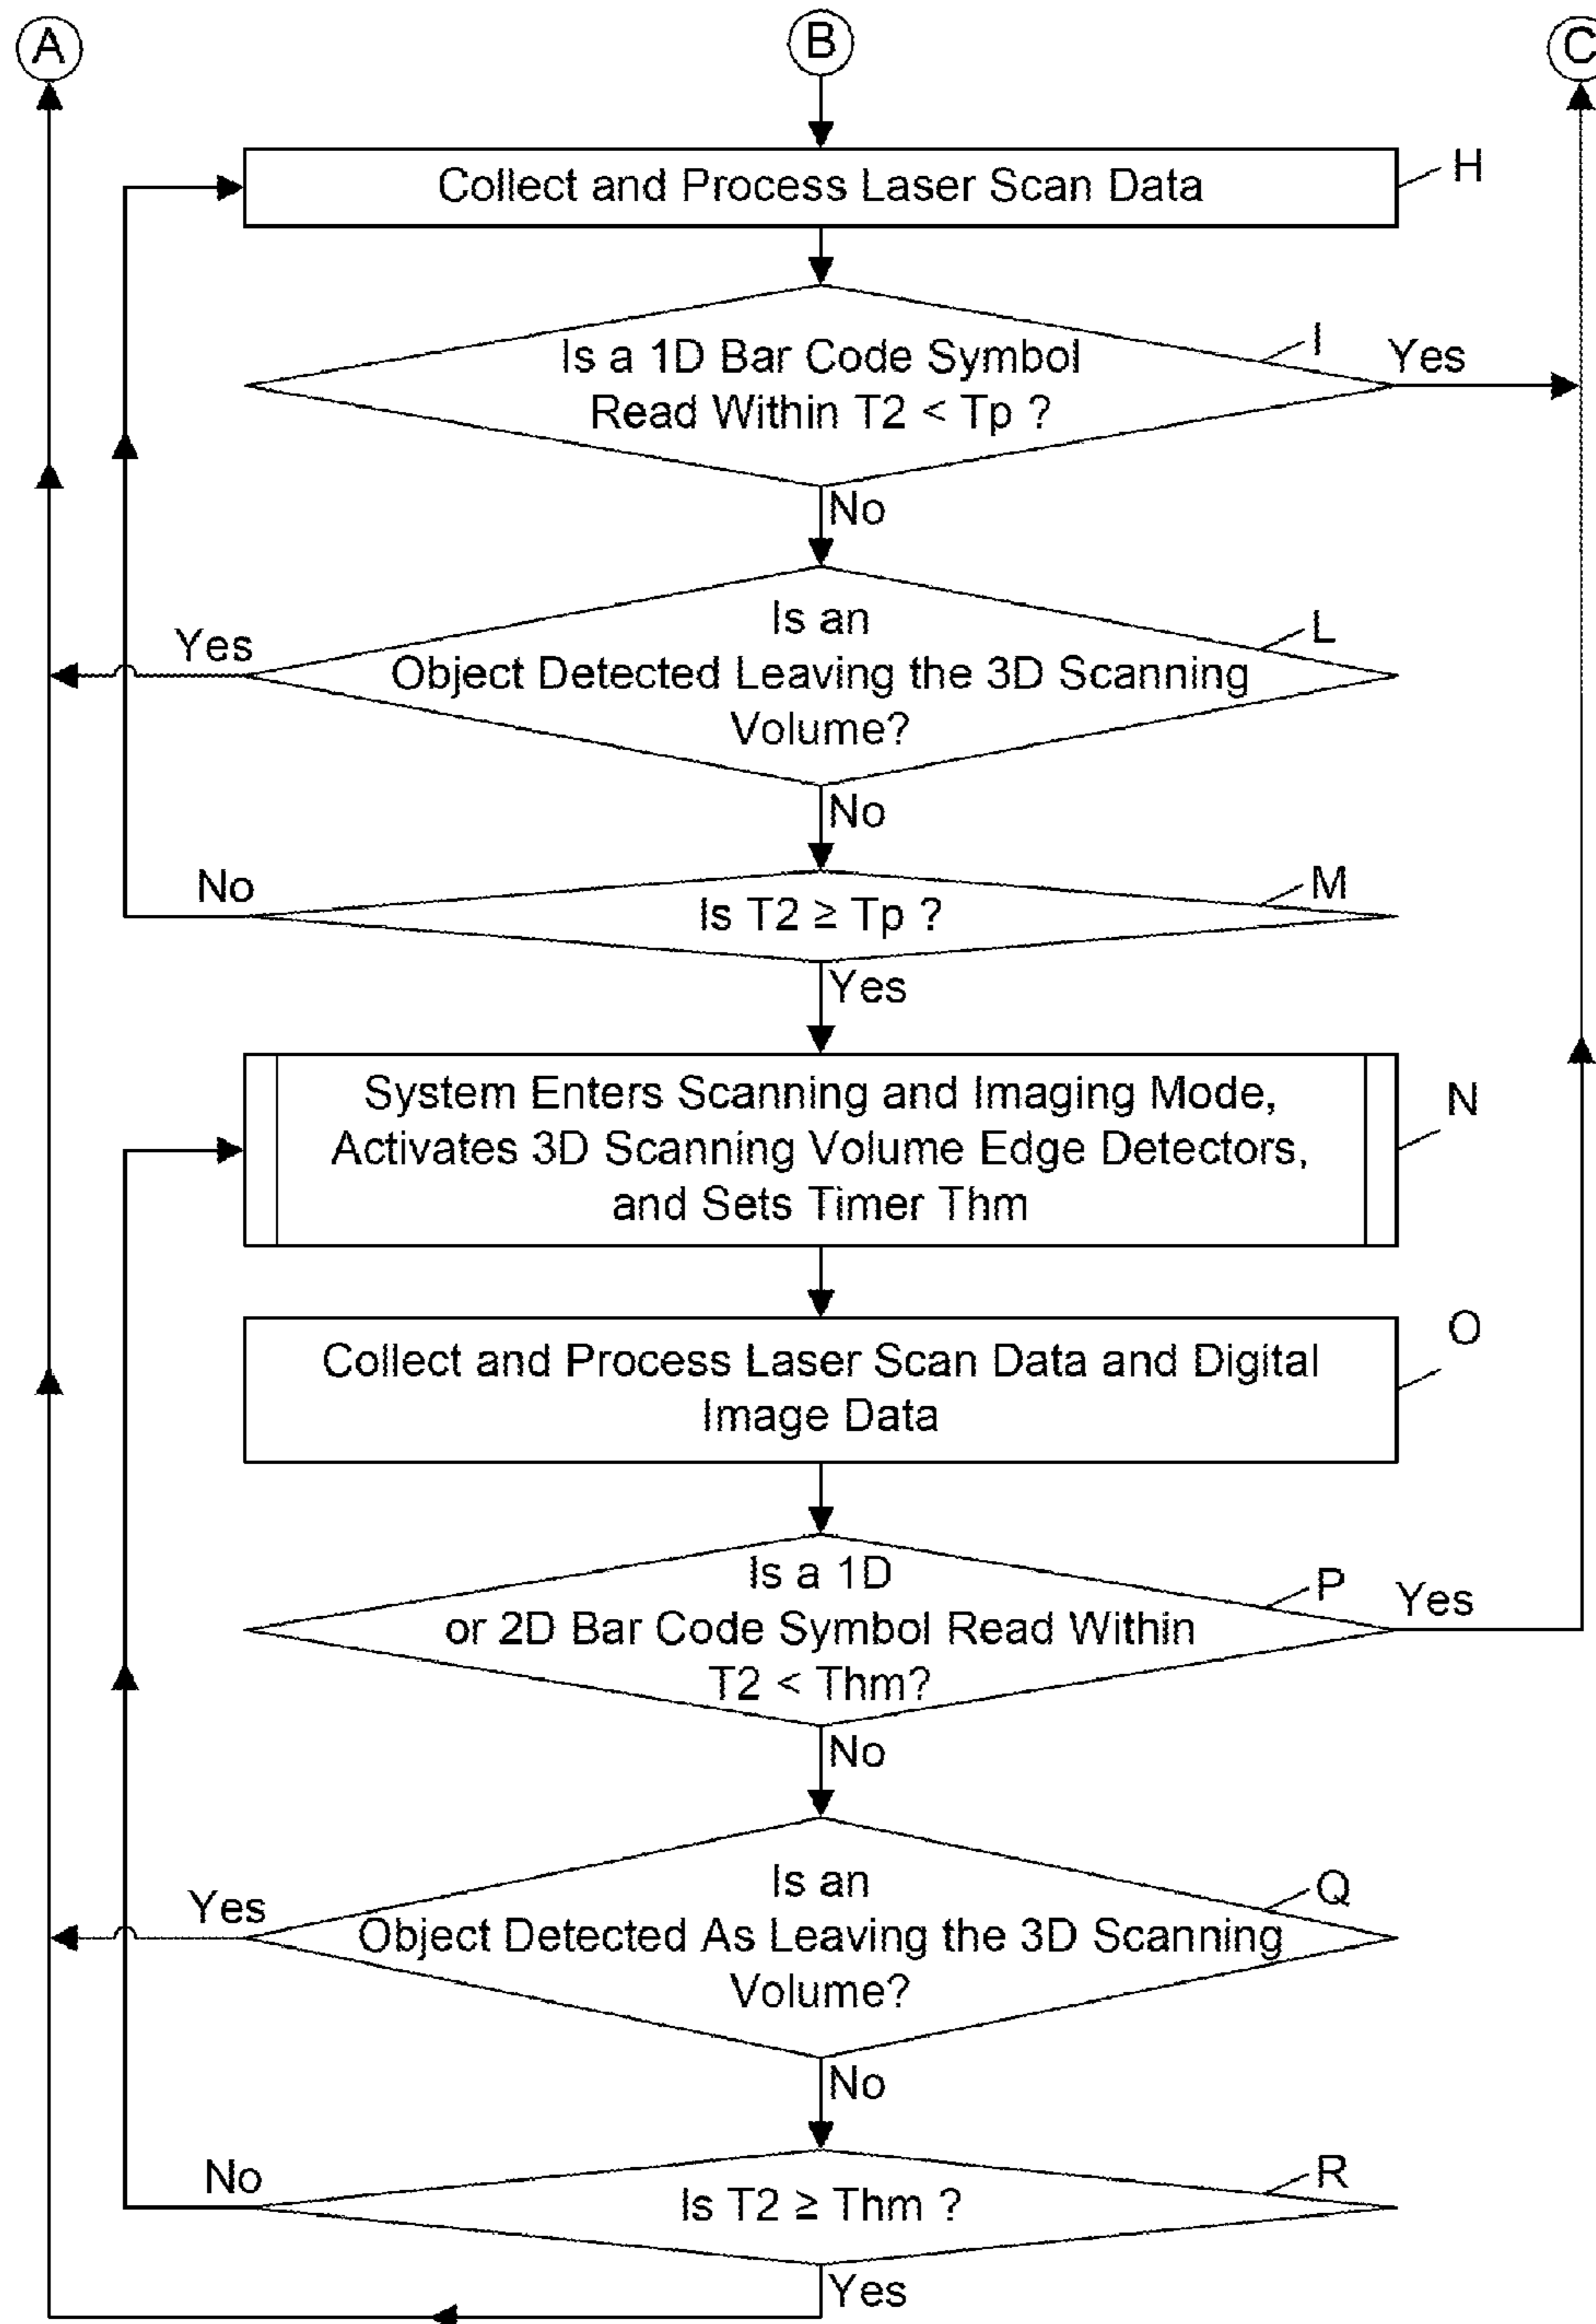 A
B
C
Collect and Process Laser Scan Data
H
Is a 1D Bar Code Symbol
Read Within T2 < Tp ?
I
Yes
No
Is an
Object Detected Leaving the 3D Scanning
Volume?
L
Yes
No
Is T2 ≥ Tp ?
M
No
Yes
System Enters Scanning and Imaging Mode,
Activates 3D Scanning Volume Edge Detectors,
and Sets Timer Thm
N
Collect and Process Laser Scan Data and Digital
Image Data
O
Is a 1D
or 2D Bar Code Symbol Read Within
T2 < Thm?
P
Yes
No
Is an
Object Detected As Leaving the 3D Scanning
Volume?
Q
Yes
No
Is T2 ≥ Thm ?
R
No
Yes